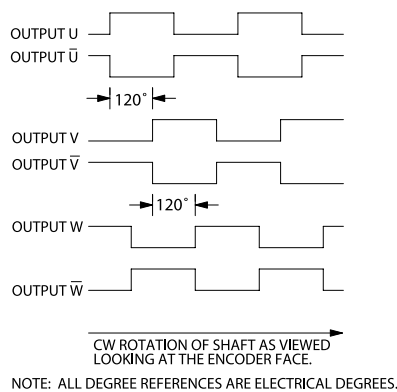 OUTPUT U
OUTPUT U̅
120°
OUTPUT V
OUTPUT V̅
120°
OUTPUT W
OUTPUT W̅
CW ROTATION OF SHAFT AS VIEWED
LOOKING AT THE ENCODER FACE.
NOTE: ALL DEGREE REFERENCES ARE ELECTRICAL DEGREES.